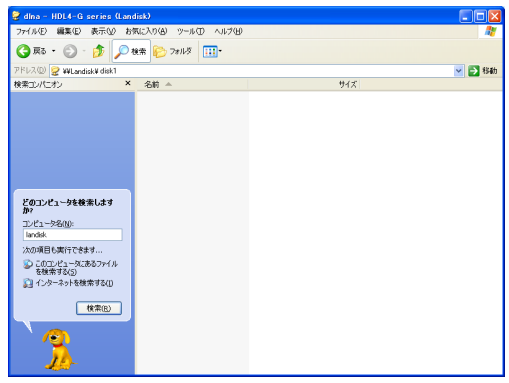 dlna - HDL4-G series (Landisk)
ファイル(F) 編集(E) 表示(V) お気に入り(A) ツール(T) ヘルプ(H)
戻る 検索 フォルダ
アドレス(D) ¥¥Landisk¥disk1 移動
検索コンパニオン × 名前 サイズ
どのコンピュータを検索します
か?
コンピュータ名(N):
landisk
次の項目も実行できます...
このコンピュータにあるファイル
を検索する(S)
インターネットを検索する(I)
検索(R)